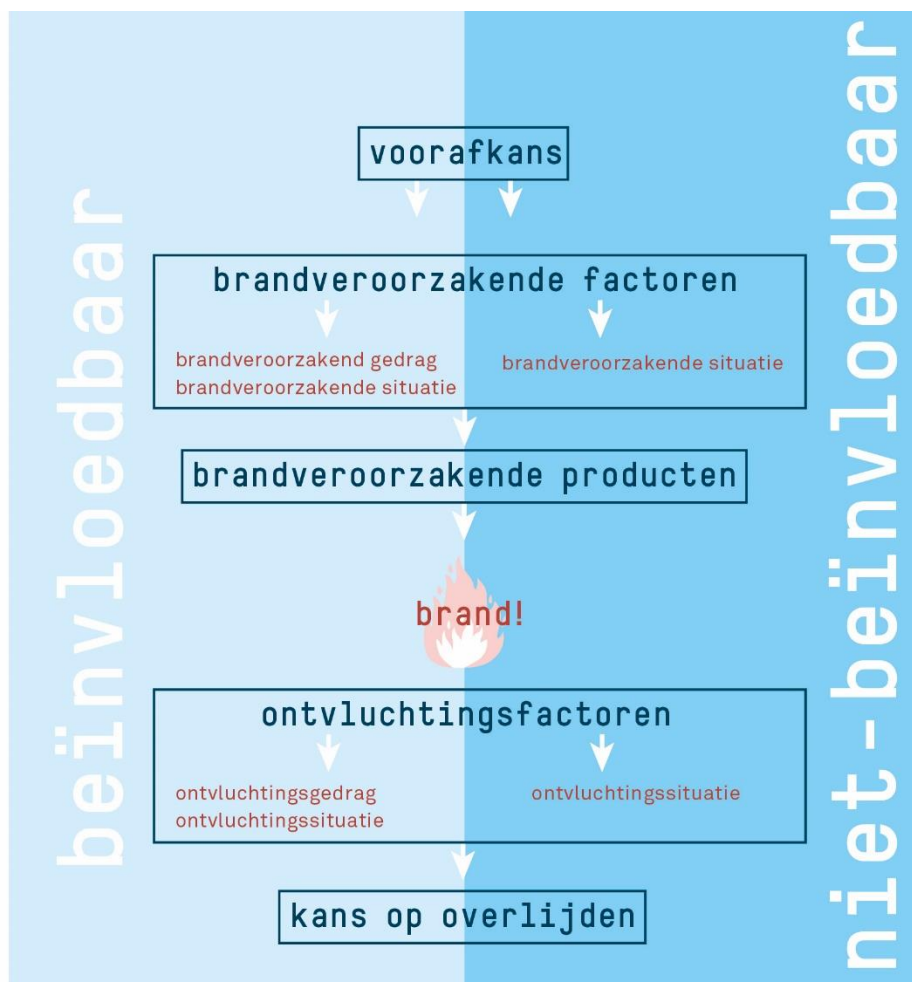 beïnvloedbaar
niet-beïnvloedbaar
voorafkans
brandveroorzakende factoren
brandveroorzakend gedrag
brandveroorzakende situatie
brandveroorzakende situatie
brandveroorzakende producten
brand!
ontvluchtingsfactoren
ontvluchtingsgedrag
ontvluchtingssituatie
ontvluchtingssituatie
kans op overlijden